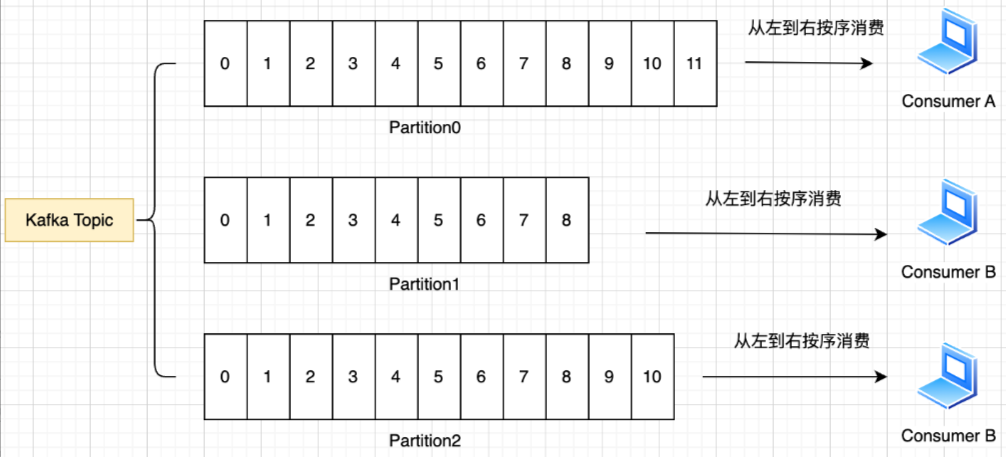 从左到右按序消费
0 1 2 3 4 5 6 7 8 9 10 11
Consumer A
Partition0
从左到右按序消费
Kafka Topic
0 1 2 3 4 5 6 7 8
Consumer B
Partition1
从左到右按序消费
0 1 2 3 4 5 6 7 8 9 10
Consumer B
Partition2